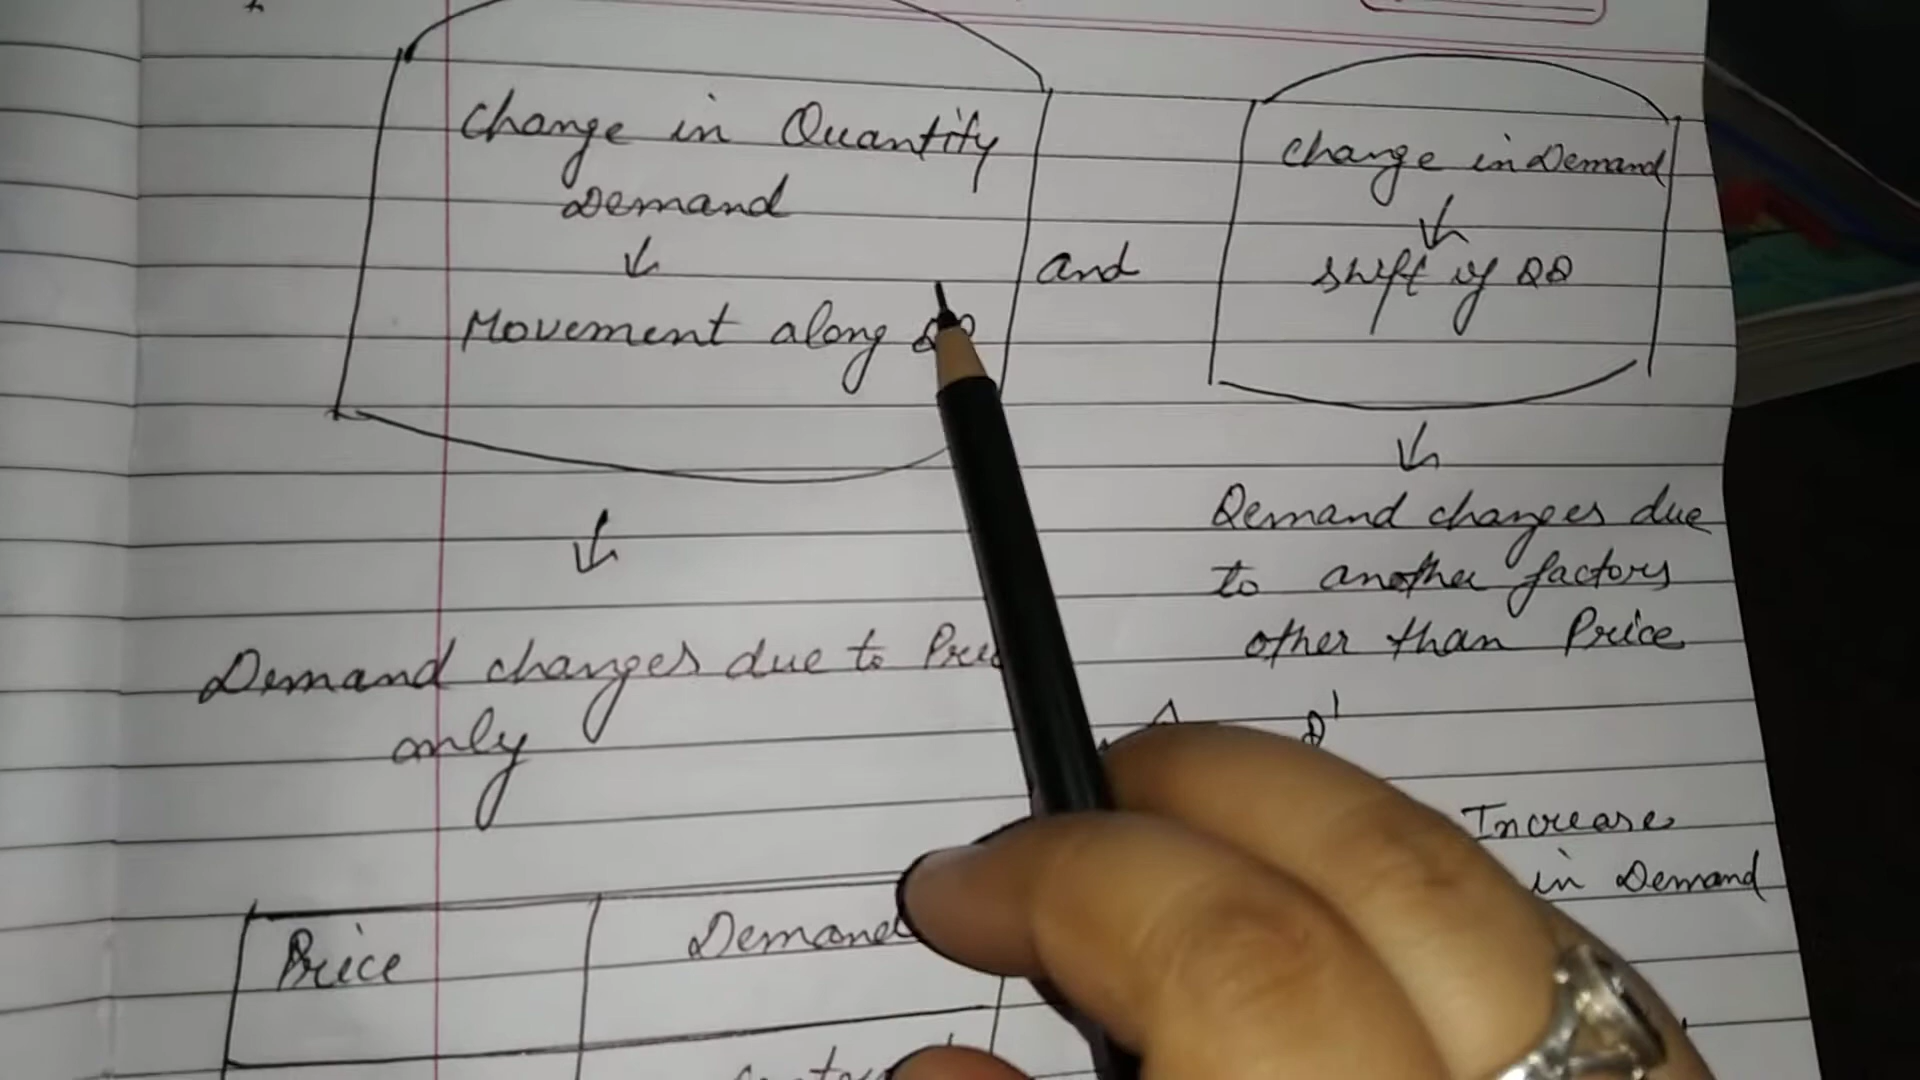 Change in Quantity
Demand
Movement along DD
and
Change in Demand
Shift of DD
Demand changes due to
only
Demand changes due
to another factors
other than Price
D'
Increase
in Demand
Price
Demand